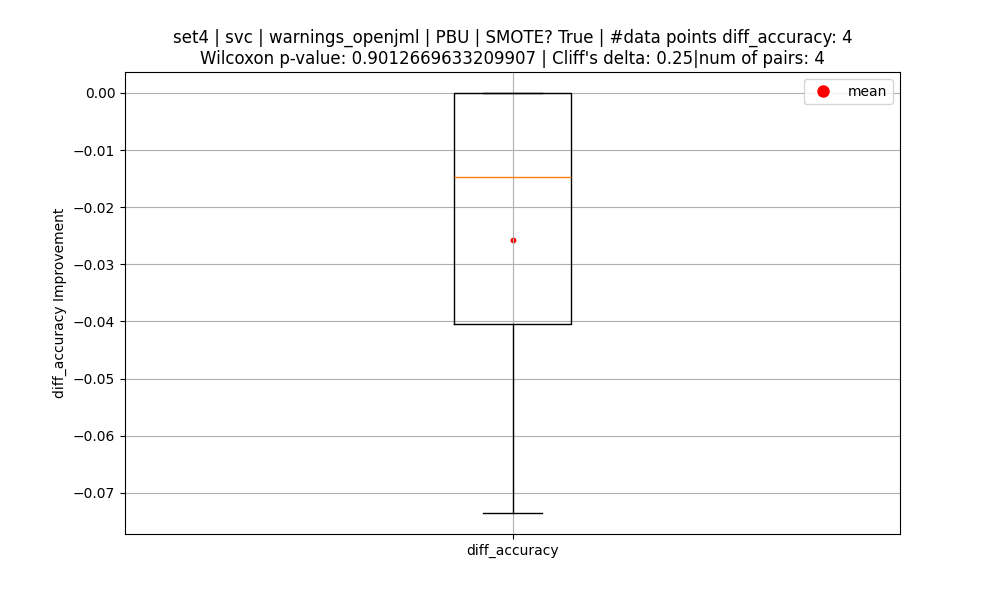 set4 | svc | warnings_openjml | PBU | SMOTE? True | #data points diff_accuracy: 4
Wilcoxon p-value: 0.9012669633209907 | Cliff's delta: 0.25|num of pairs: 4
mean
0.00
−0.01
−0.02
−0.03
−0.04
−0.05
−0.06
−0.07
diff_accuracy Improvement
diff_accuracy